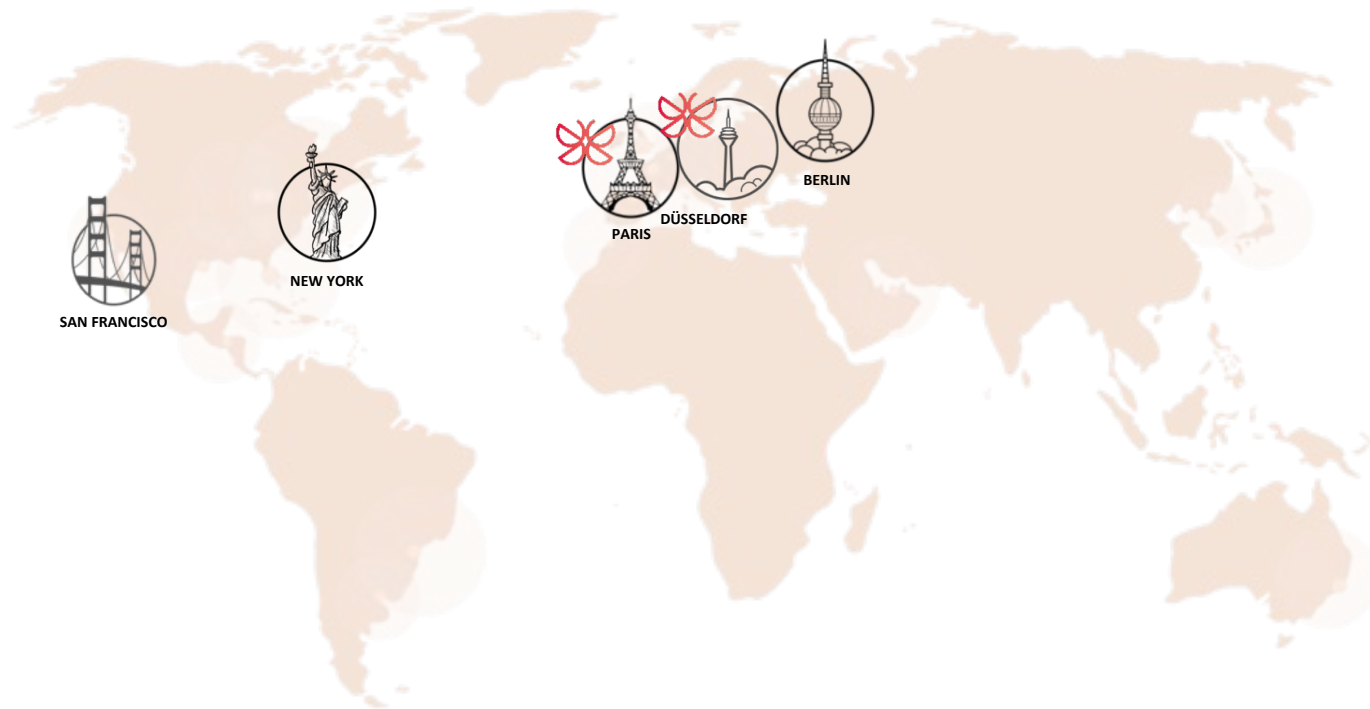 BERLIN
DÜSSELDORF
PARIS
NEW YORK
SAN FRANCISCO